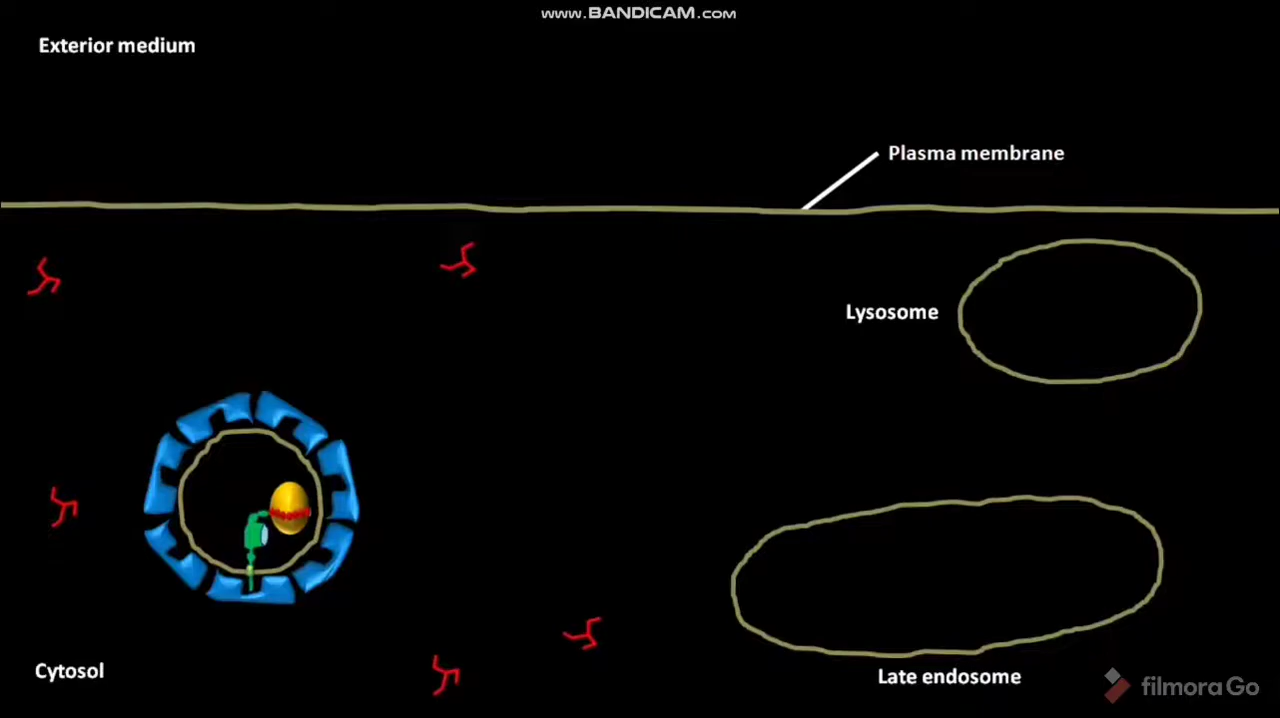 www.BANDICAM.com
Exterior medium
Plasma membrane
Lysosome
Cytosol
Late endosome
filmoraGo